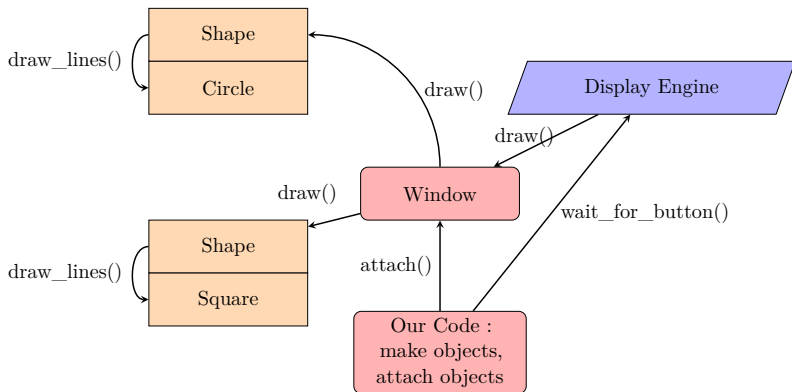 Shape
draw_lines()
Circle
draw()
Display Engine
draw()
Window
draw()
wait_for_button()
Shape
draw_lines()
Square
attach()
Our Code :
make objects,
attach objects